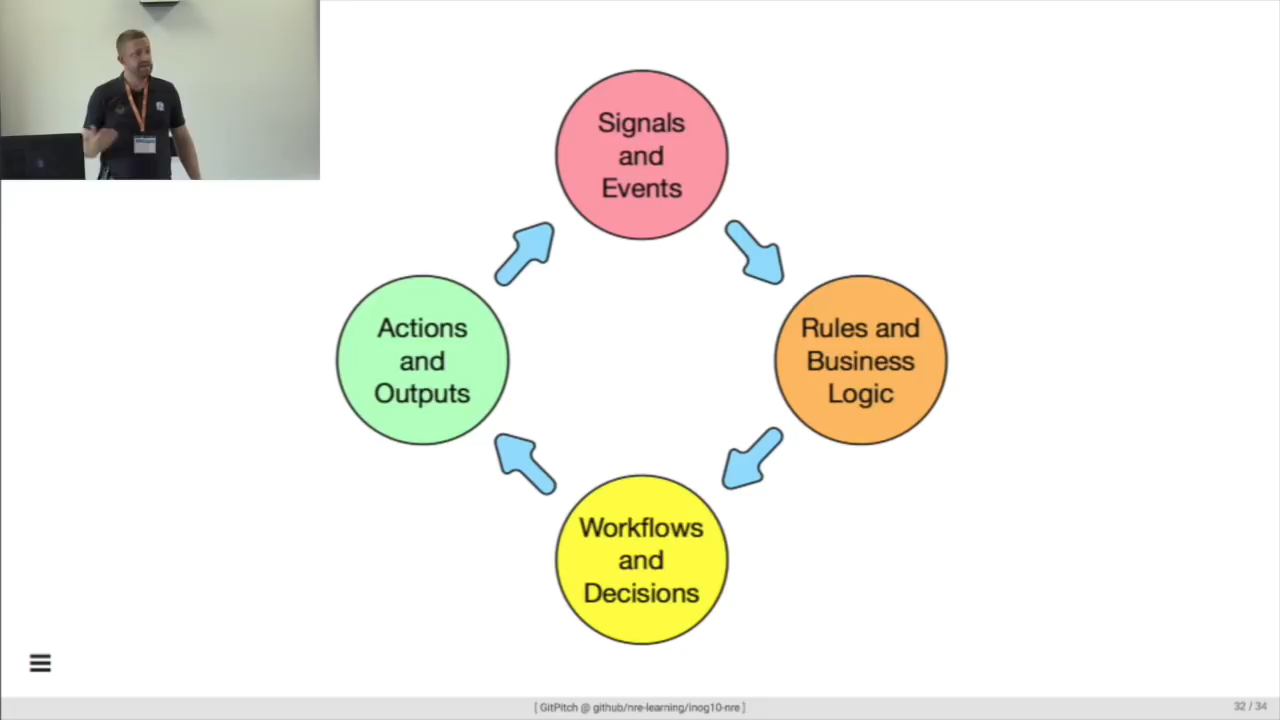 Signals
and
Events
Actions
and
Outputs
Rules and
Business
Logic
Workflows
and
Decisions
[ GitPitch @ github/nre-learning/inog10-nre ]
32 / 34